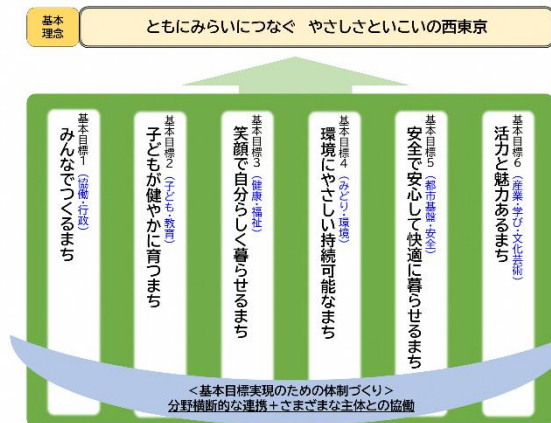 基本
理念
ともにみらいにつなぐ やさしさといこいの西東京
基本目標1(協働・行政)
みんなでつくるまち
基本目標2(子ども・教育)
子どもが健やかに育つまち
基本目標3(健康・福祉)
笑顔で自分らしく暮らせるまち
基本目標4(みどり・環境)
環境にやさしい持続可能なまち
基本目標5(都市基盤・安全)
安全で安心して快適に暮らせるまち
基本目標6(産業・学び・文化芸術)
活力と魅力あるまち
<基本目標実現のための体制づくり>
分野横断的な連携+さまざまな主体との協働